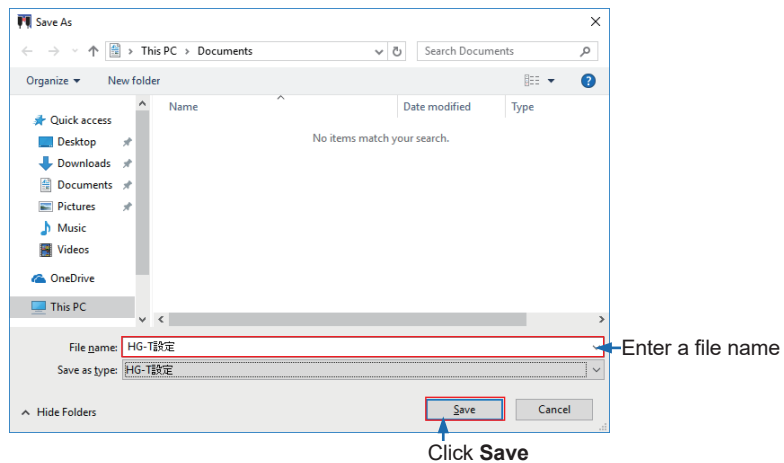 Save As
This PC > Documents
Search Documents
Organize
New folder
Name
Date modified
Type
Quick access
No items match your search.
Desktop
Downloads
Documents
Pictures
Music
Videos
OneDrive
This PC
File name: HG-T設定
Enter a file name
Save as type: HG-T設定
Hide Folders
Save
Cancel
Click Save